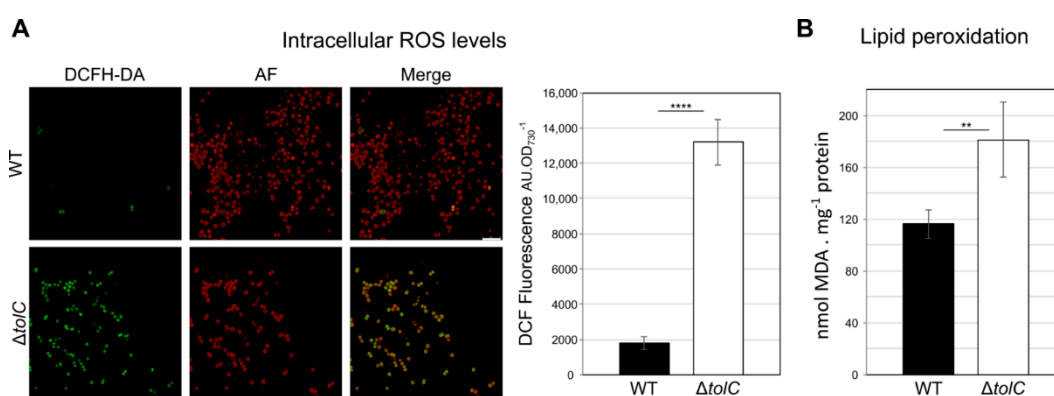 A
Intracellular ROS levels
DCFH-DA
AF
Merge
WT
ΔtolC
DCF Fluorescence AU.OD730-1
16,000
14,000
12,000
10,000
8000
6000
4000
2000
0
****
WT
ΔtolC
B
Lipid peroxidation
nmol MDA . mg-1 protein
200
160
120
80
40
0
**
WT
ΔtolC